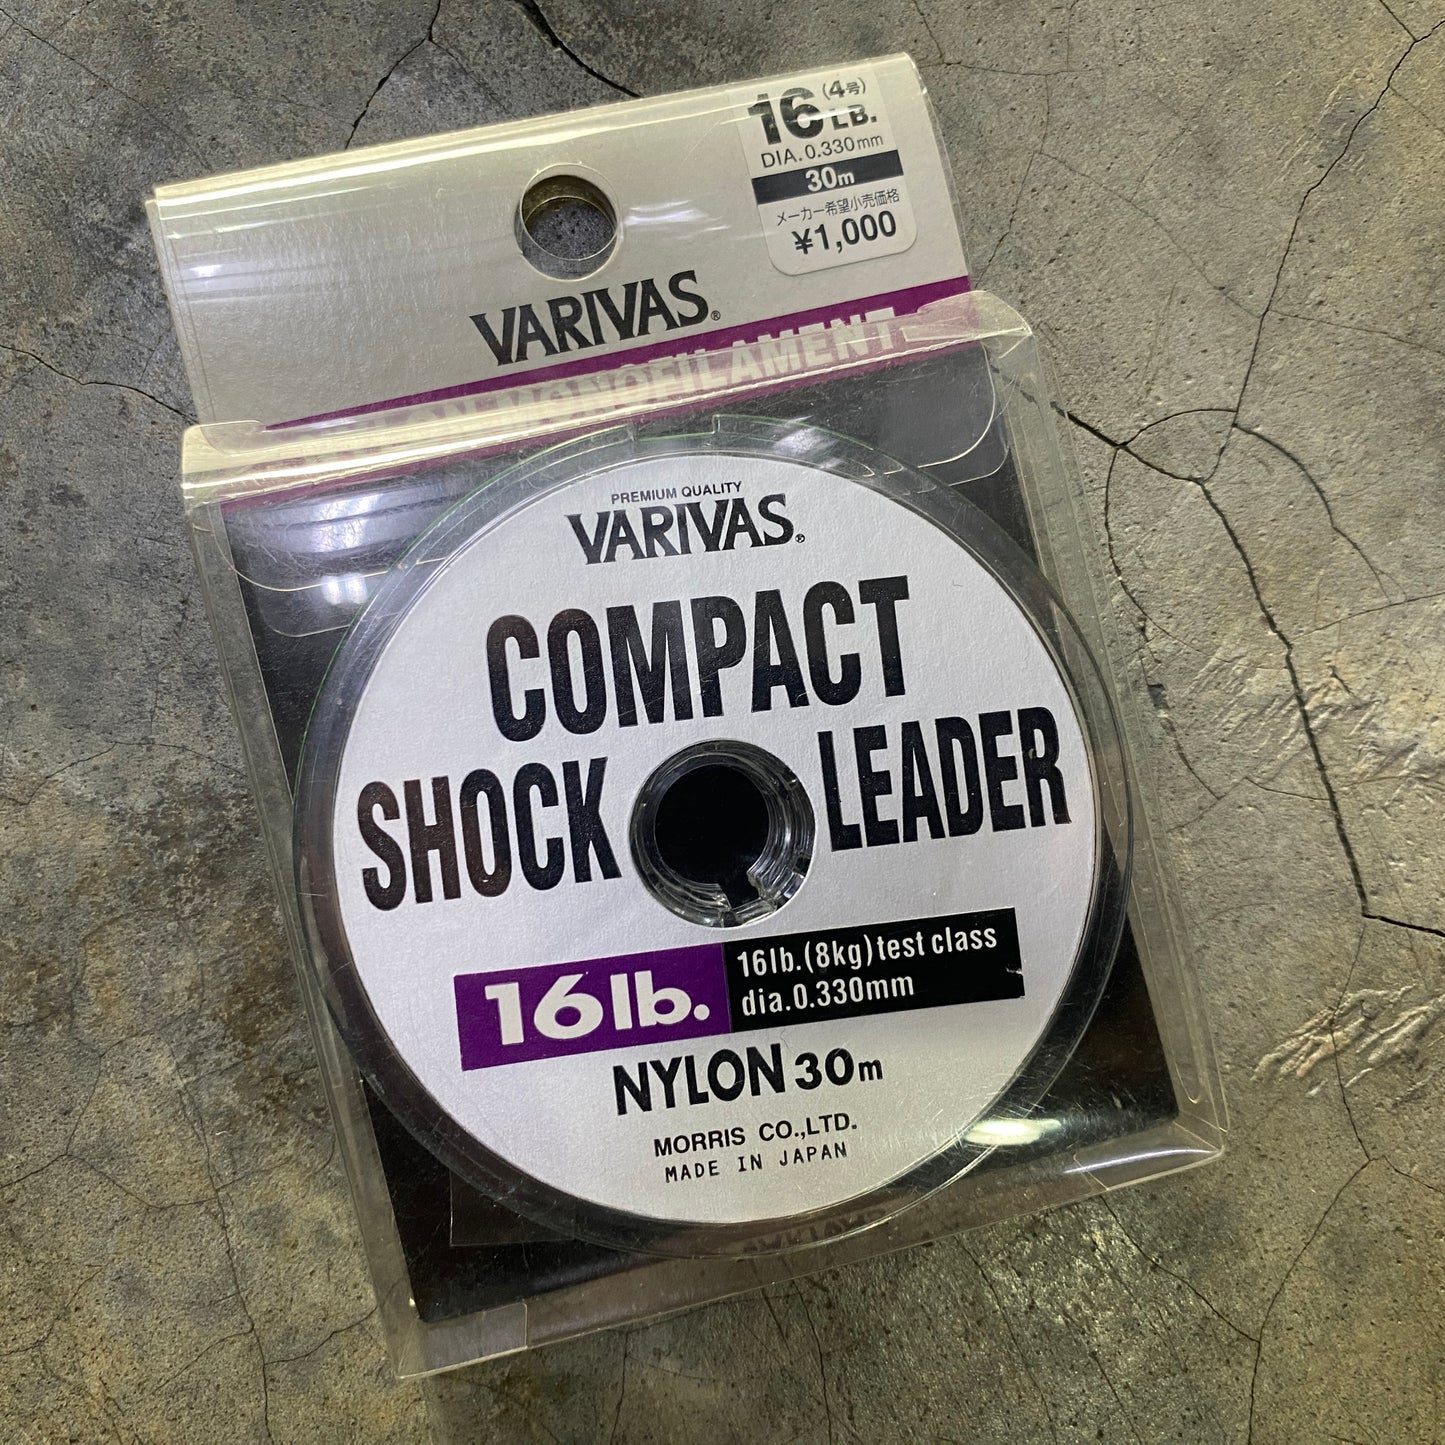 16LB.(4号)
DIA.0.330mm
30m
メーカー希望小売価格
¥1,000
VARIVAS®
MONOFILAMENT
PREMIUM QUALITY
VARIVAS®
COMPACT
SHOCK LEADER
16lb.
16lb.(8kg)test class
dia.0.330mm
NYLON 30m
MORRIS CO.,LTD.
MADE IN JAPAN